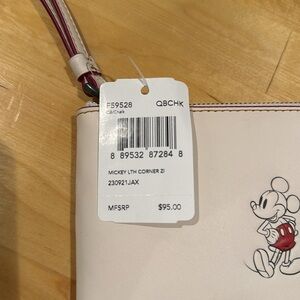 F59528 QBCHK
QB/Chalk
8 89532 87284 8
MICKEY LTH CORNER ZI
230921JAX
MFSRP $95.00